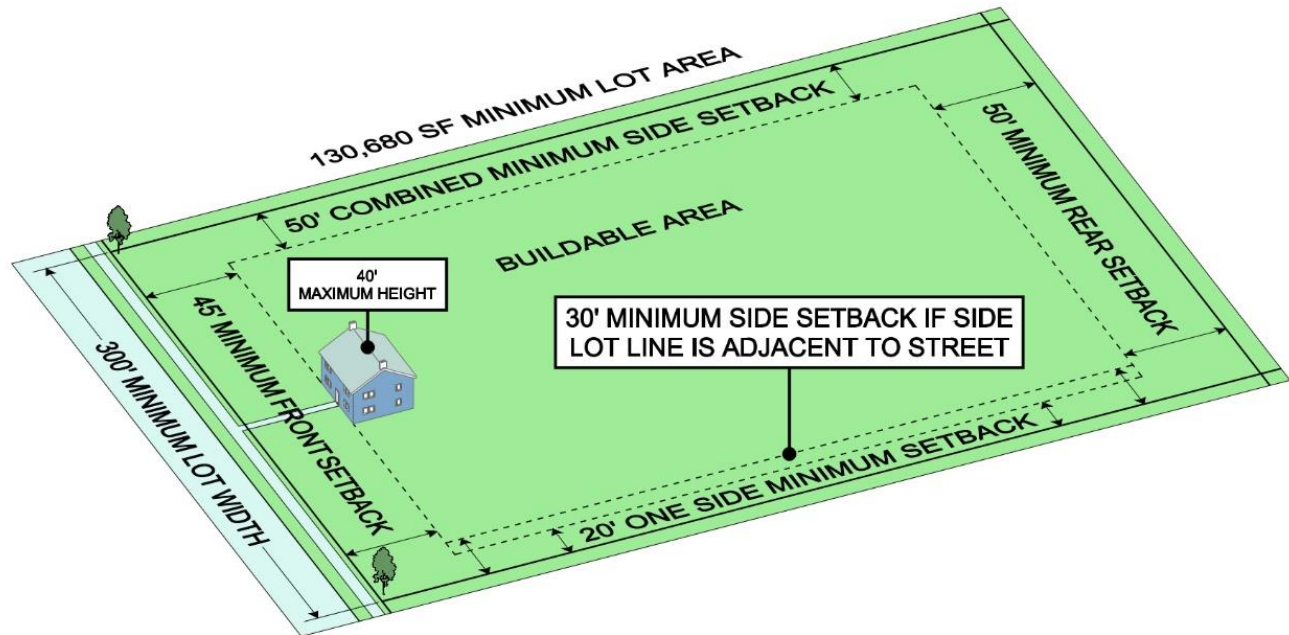 130,680 SF MINIMUM LOT AREA
50' COMBINED MINIMUM SIDE SETBACK
50' MINIMUM REAR SETBACK
BUILDABLE AREA
40'
MAXIMUM HEIGHT
45' MINIMUM FRONT SETBACK
300' MINIMUM LOT WIDTH
30' MINIMUM SIDE SETBACK IF SIDE
LOT LINE IS ADJACENT TO STREET
20' ONE SIDE MINIMUM SETBACK